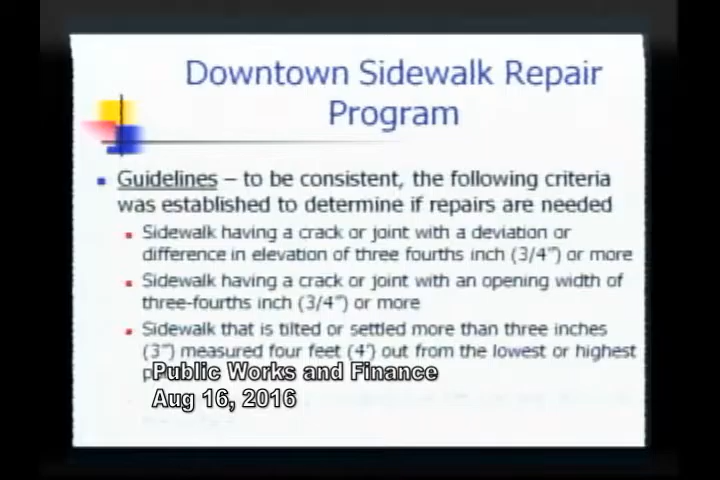 Downtown Sidewalk Repair
Program
Guidelines – to be consistent, the following criteria
was established to determine if repairs are needed
Sidewalk having a crack or joint with a deviation or
difference in elevation of three fourths inch (3/4") or more
Sidewalk having a crack or joint with an opening width of
three-fourths inch (3/4") or more
Sidewalk that is tilted or settled more than three inches
(3") measured four feet (4') out from the lowest or highest
Public Works and Finance
Aug 16, 2016